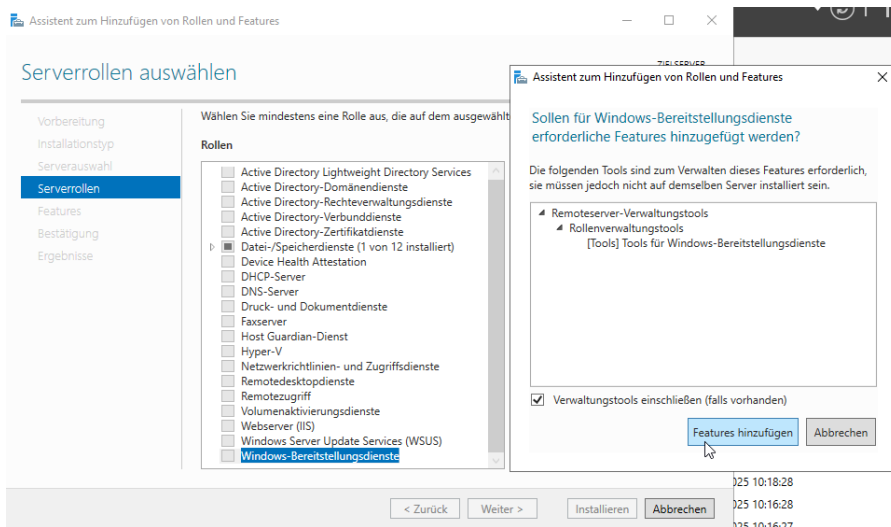 Assistent zum Hinzufügen von Rollen und Features
Serverrollen auswählen
Vorbereitung
Installationstyp
Serverauswahl
Serverrollen
Features
Bestätigung
Ergebnisse
Wählen Sie mindestens eine Rolle aus, die auf dem ausgewählt
Rollen
Active Directory Lightweight Directory Services
Active Directory-Domänendienste
Active Directory-Rechteverwaltungsdienste
Active Directory-Verbunddienste
Active Directory-Zertifikatdienste
Datei-/Speicherdienste (1 von 12 installiert)
Device Health Attestation
DHCP-Server
DNS-Server
Druck- und Dokumentdienste
Faxserver
Host Guardian-Dienst
Hyper-V
Netzwerkrichtlinien- und Zugriffsdienste
Remotedesktopdienste
Remotezugriff
Volumenaktivierungsdienste
Webserver (IIS)
Windows Server Update Services (WSUS)
Windows-Bereitstellungsdienste
< Zurück
Weiter >
Installieren
Abbrechen
ZIELSERVER
Assistent zum Hinzufügen von Rollen und Features
Sollen für Windows-Bereitstellungsdienste
erforderliche Features hinzugefügt werden?
Die folgenden Tools sind zum Verwalten dieses Features erforderlich,
sie müssen jedoch nicht auf demselben Server installiert sein.
Remoteserver-Verwaltungstools
Rollenverwaltungstools
[Tools] Tools für Windows-Bereitstellungsdienste
Verwaltungstools einschließen (falls vorhanden)
Features hinzufügen
Abbrechen
025 10:18:28
025 10:16:28
025 10:16:27